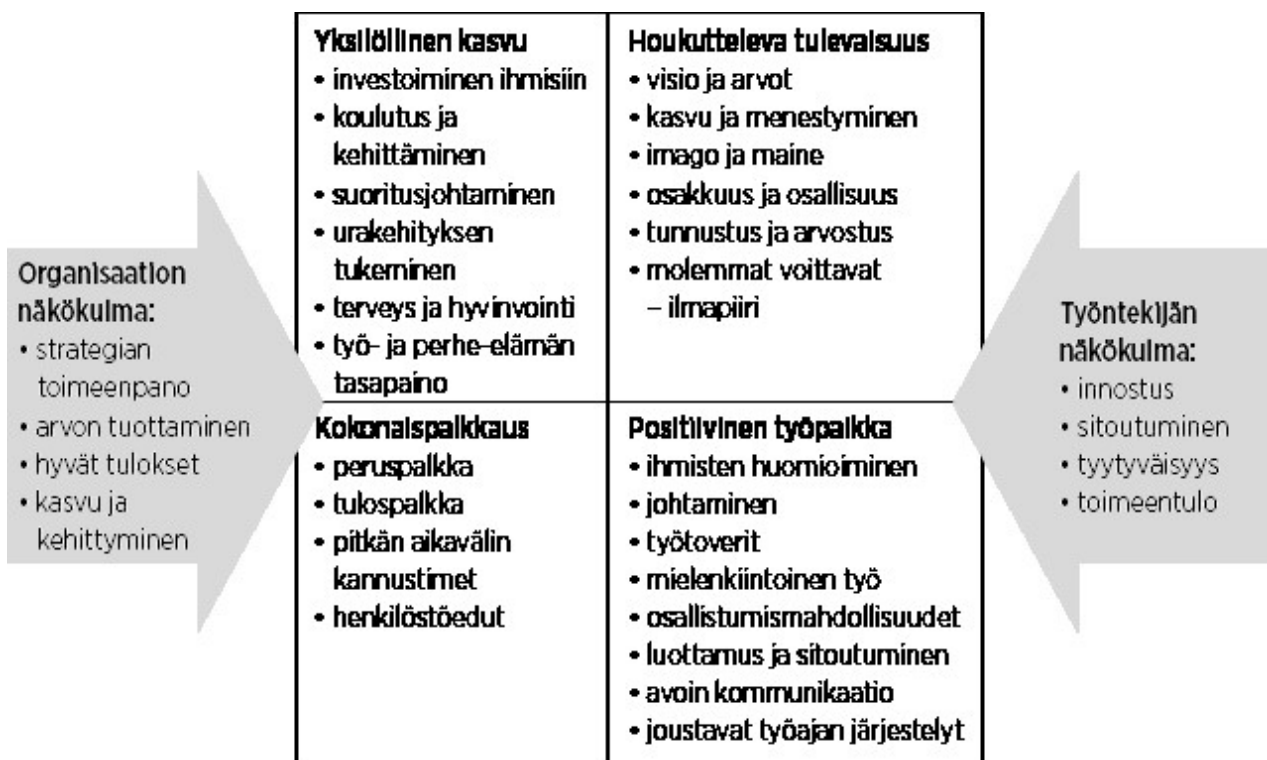 Organisaation
näkökulma:
• strategian
toimeenpano
• arvon tuottaminen
• hyvät tulokset
• kasvu ja
kehittyminen
Yksilöllinen kasvu
• investoiminen ihmisiin
• koulutus ja
kehittäminen
• suoritusjohtaminen
• urakehityksen
tukeminen
• terveys ja hyvinvointi
• työ- ja perhe-elämän
tasapaino
Houkutteleva tulevaisuus
• visio ja arvot
• kasvu ja menestyminen
• imago ja maine
• osakkuus ja osallisuus
• tunnustus ja arvostus
• molemmat voittavat
– ilmapiiri
Kokonaispalkkaus
• peruspalkka
• tulospalkka
• pitkän aikavälin
kannustimet
• henkilöstöedut
Positiivinen työpaikka
• ihmisten huomioiminen
• johtaminen
• työtoverit
• mielenkiintoinen työ
• osallistumismahdollisuudet
• luottamus ja sitoutuminen
• avoin kommunikaatio
• joustavat työajan järjestelyt
Työntekijän
näkökulma:
• innostus
• sitoutuminen
• tyytyväisyys
• toimeentulo